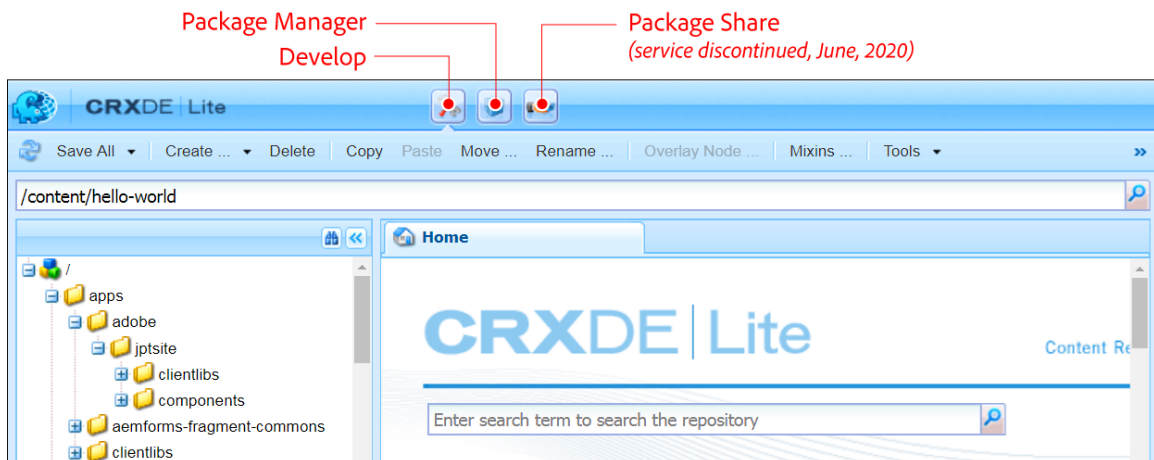 Package Manager
Package Share
Develop
(service discontinued, June, 2020)
CRXDE | Lite
Save All Create ... Delete Copy Paste Move ... Rename ... Overlay Node ... Mixins ... Tools »
/content/hello-world
Home
/
apps
adobe
CRXDE | Lite
jptsite
Content Re
clientlibs
components
Enter search term to search the repository
aemforms-fragment-commons
clientlibs